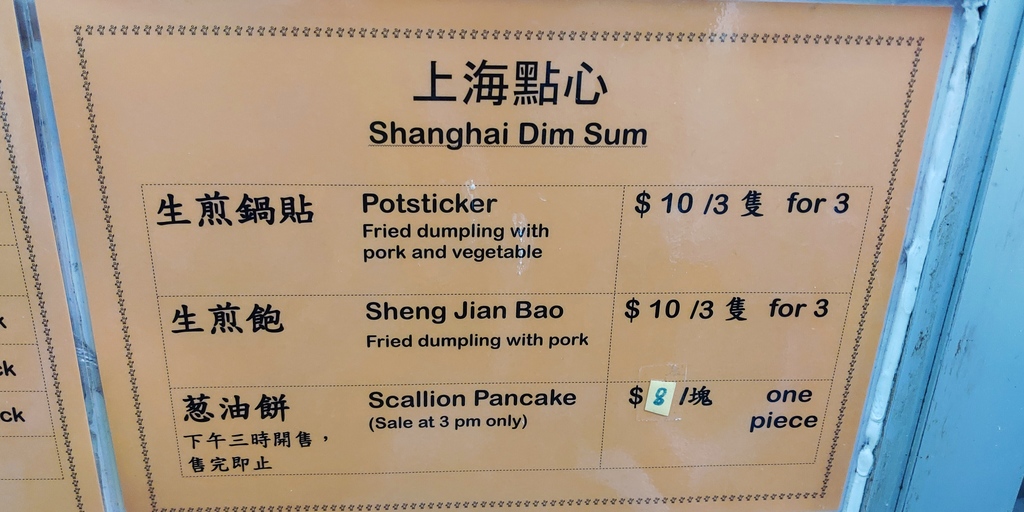 上海點心
Shanghai Dim Sum
生煎鍋貼 Potsticker $ 10 /3 隻 for 3
Fried dumpling with
pork and vegetable
生煎飽 Sheng Jian Bao $ 10 /3 隻 for 3
Fried dumpling with pork
葱油餅 Scallion Pancake $ 8 /塊 one
下午三時開售， (Sale at 3 pm only) piece
售完即止
k
ck
ck